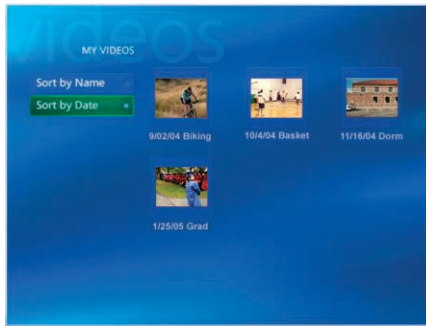 videos
MY VIDEOS
Sort by Name
Sort by Date
9/02/04 Biking
10/4/04 Basket
11/16/04 Dorm
1/25/05 Grad